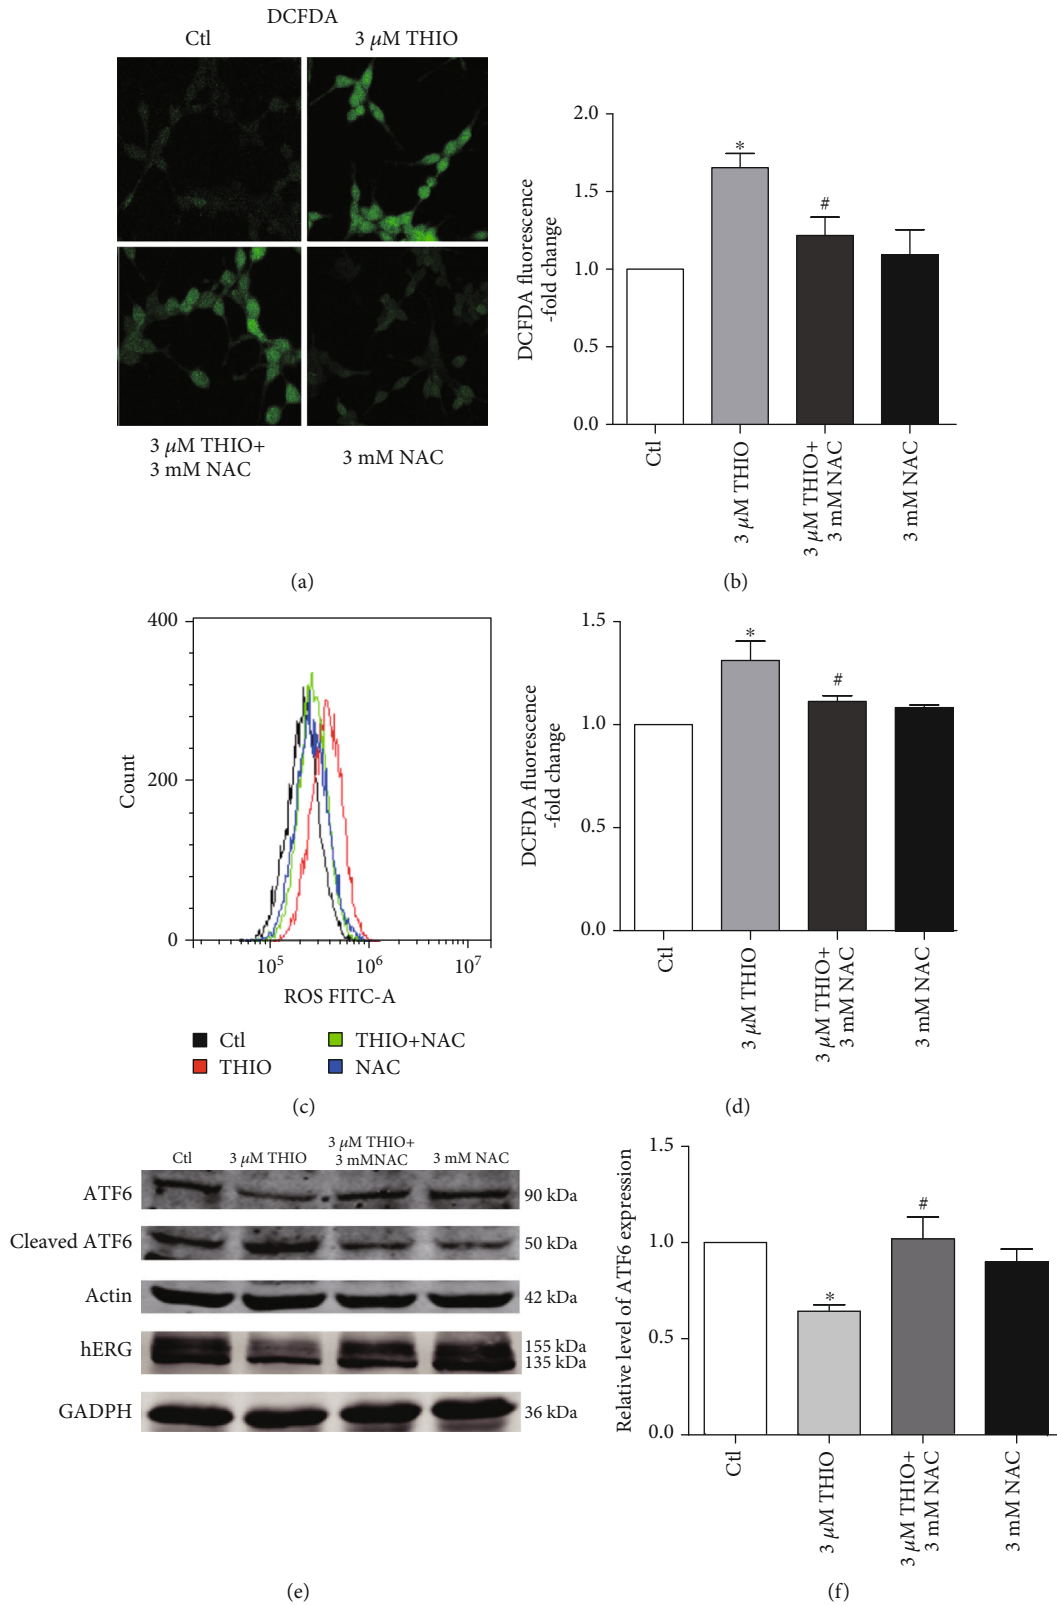 DCFDA
Ctl
3 μM THIO
3 μM THIO+
3 mM NAC
3 mM NAC
(a)
DCFDA fluorescence
-fold change
2.0
1.5
1.0
0.5
0.0
Ctl
3 μM THIO
3 μM THIO+
3 mM NAC
3 mM NAC
*
#
(b)
Count
400
200
0
10⁵
10⁶
10⁷
ROS FITC-A
Ctl
THIO
THIO+NAC
NAC
(c)
DCFDA fluorescence
-fold change
1.5
1.0
0.5
0.0
Ctl
3 μM THIO
3 μM THIO+
3 mM NAC
3 mM NAC
*
#
(d)
Ctl
3 μM THIO
3 μM THIO+
3 mMNAC
3 mM NAC
ATF6
90 kDa
Cleaved ATF6
50 kDa
Actin
42 kDa
hERG
155 kDa
135 kDa
GADPH
36 kDa
(e)
Relative level of ATF6 expression
1.5
1.0
0.5
0.0
Ctl
3 μM THIO
3 μM THIO+
3 mM NAC
3 mM NAC
*
#
(f)